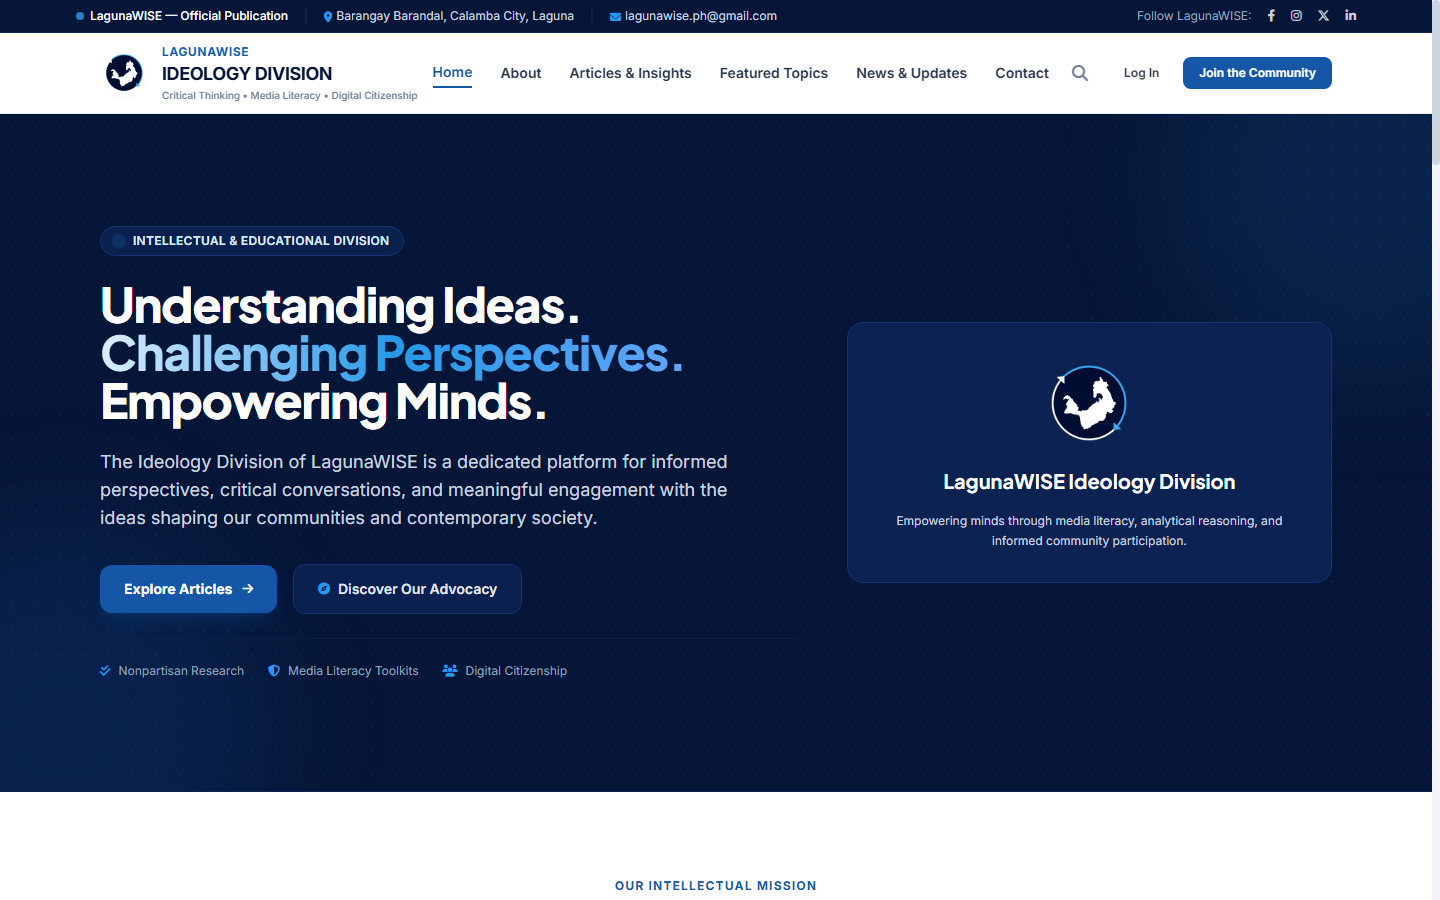 LagunaWISE — Official Publication
Barangay Barandal, Calamba City, Laguna
lagunawise.ph@gmail.com
Follow LagunaWISE:
LAGUNAWISE
IDEOLOGY DIVISION
Critical Thinking • Media Literacy • Digital Citizenship
Home
About
Articles & Insights
Featured Topics
News & Updates
Contact
Log In
Join the Community
INTELLECTUAL & EDUCATIONAL DIVISION
Understanding Ideas.
Challenging Perspectives.
Empowering Minds.
The Ideology Division of LagunaWISE is a dedicated platform for informed
perspectives, critical conversations, and meaningful engagement with the
ideas shaping our communities and contemporary society.
Explore Articles
Discover Our Advocacy
Nonpartisan Research
Media Literacy Toolkits
Digital Citizenship
LagunaWISE Ideology Division
Empowering minds through media literacy, analytical reasoning, and
informed community participation.
OUR INTELLECTUAL MISSION